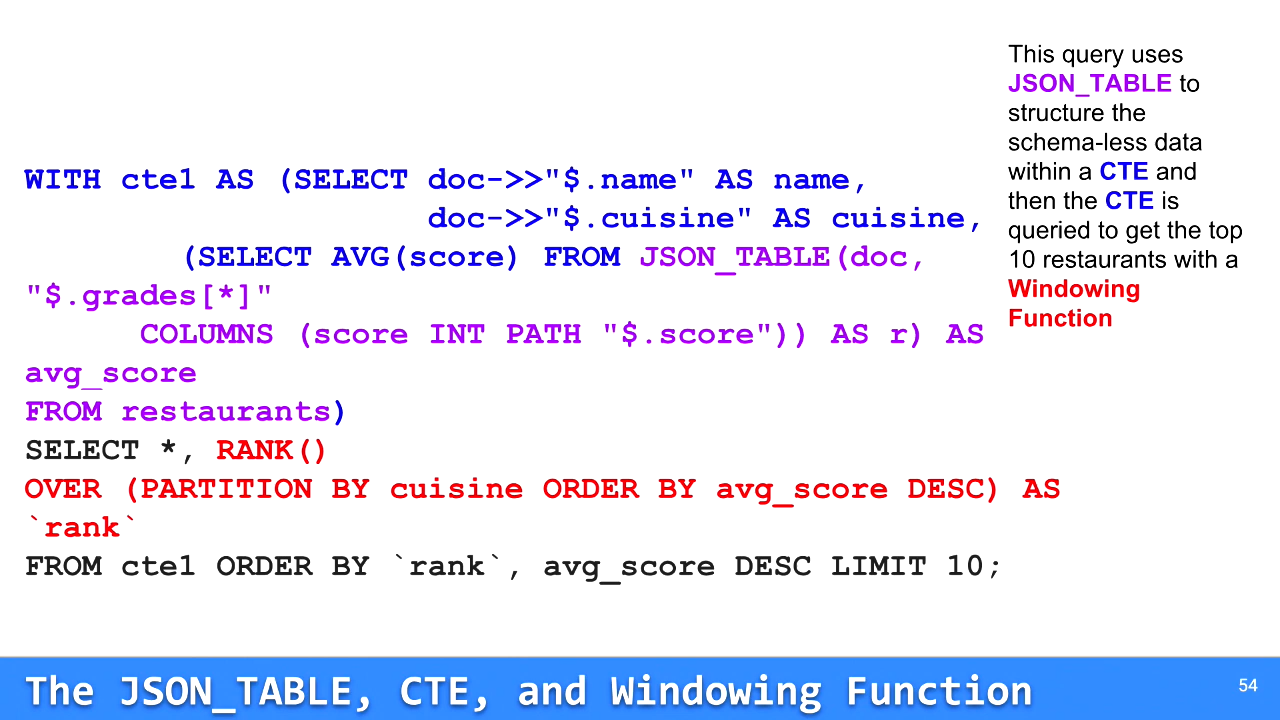 This query uses
JSON_TABLE to
structure the
schema-less data
within a CTE and
then the CTE is
queried to get the top
10 restaurants with a
Windowing
Function
WITH cte1 AS (SELECT doc->>"$.name" AS name,
doc->>"$.cuisine" AS cuisine,
(SELECT AVG(score) FROM JSON_TABLE(doc,
"$.grades[*]"
COLUMNS (score INT PATH "$.score")) AS r) AS
avg_score
FROM restaurants)
SELECT *, RANK()
OVER (PARTITION BY cuisine ORDER BY avg_score DESC) AS
`rank`
FROM cte1 ORDER BY `rank`, avg_score DESC LIMIT 10;
The JSON_TABLE, CTE, and Windowing Function
54